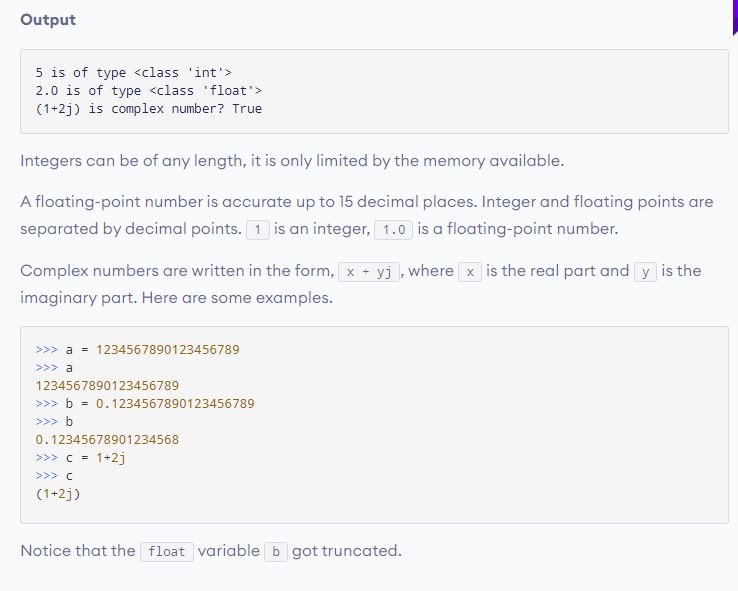 Output
5 is of type <class 'int'>
2.0 is of type <class 'float'>
(1+2j) is complex number? True
Integers can be of any length, it is only limited by the memory available.
A floating-point number is accurate up to 15 decimal places. Integer and floating points are
separated by decimal points. 1 is an integer, 1.0 is a floating-point number.
Complex numbers are written in the form, x + yj, where x is the real part and y is the
imaginary part. Here are some examples.
>>> a = 1234567890123456789
>>> a
1234567890123456789
>>> b = 0.1234567890123456789
>>> b
0.12345678901234568
>>> c = 1+2j
>>> c
(1+2j)
Notice that the float variable b got truncated.